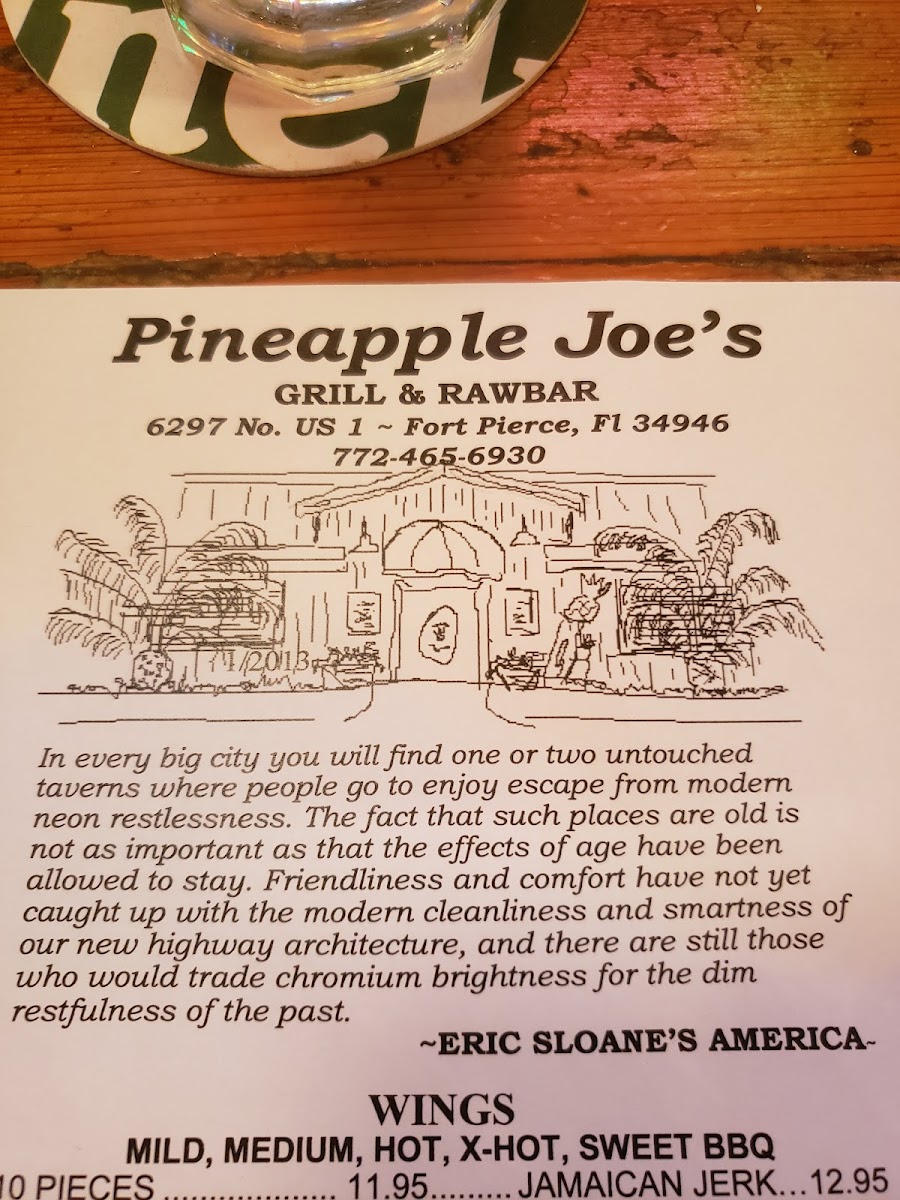 nel
Pineapple Joe's
GRILL & RAWBAR
6297 No. US 1 ~ Fort Pierce, Fl 34946
772-465-6930
1/2013
In every big city you will find one or two untouched
taverns where people go to enjoy escape from modern
neon restlessness. The fact that such places are old is
not as important as that the effects of age have been
allowed to stay. Friendliness and comfort have not yet
caught up with the modern cleanliness and smartness of
our new highway architecture, and there are still those
who would trade chromium brightness for the dim
restfulness of the past.
~ERIC SLOANE'S AMERICA~
WINGS
MILD, MEDIUM, HOT, X-HOT, SWEET BBQ
10 PIECES .................. 11.95......... JAMAICAN JERK...12.95